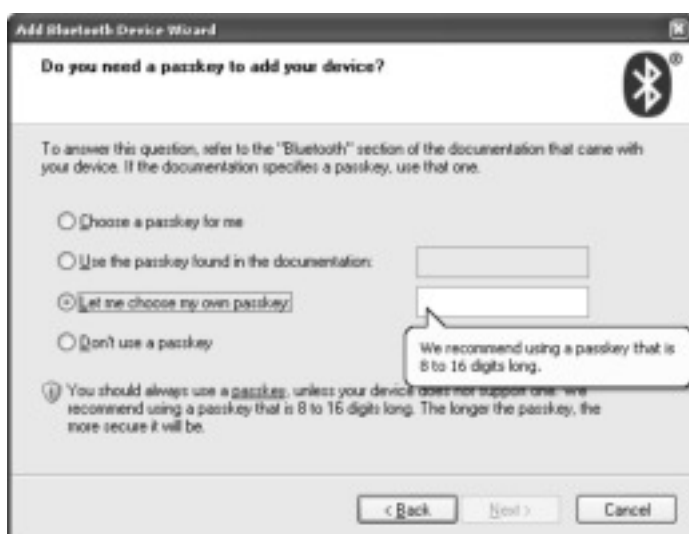 Add Bluetooth Device Wizard
Do you need a passkey to add your device?
®
To answer this question, refer to the "Bluetooth" section of the documentation that came with
your device. If the documentation specifies a passkey, use that one.
Choose a passkey for me
Use the passkey found in the documentation:
Let me choose my own passkey:
Don't use a passkey
We recommend using a passkey that is
8 to 16 digits long.
You should always use a passkey, unless your device does not support one. We
recommend using a passkey that is 8 to 16 digits long. The longer the passkey, the
more secure it will be.
< Back
Next >
Cancel